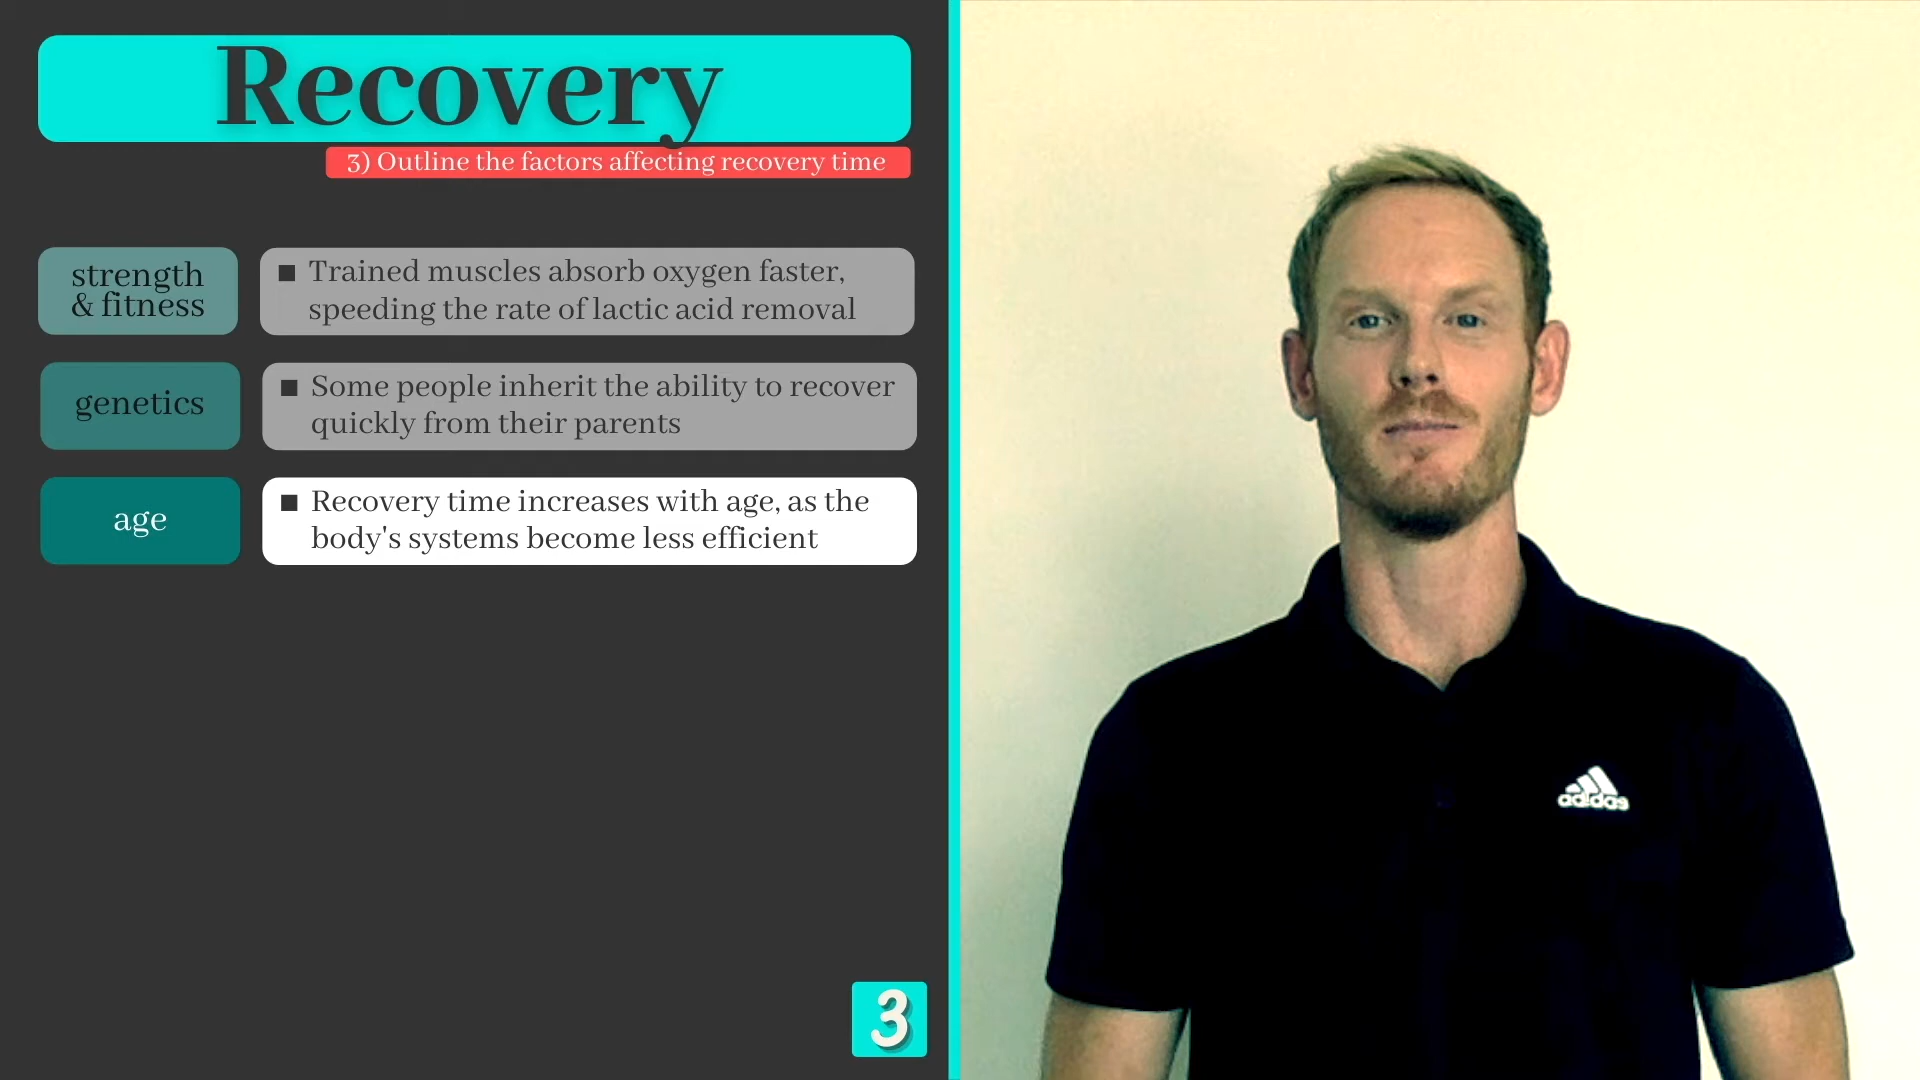 Recovery
3) Outline the factors affecting recovery time
strength
& fitness
■ Trained muscles absorb oxygen faster,
speeding the rate of lactic acid removal
genetics
■ Some people inherit the ability to recover
quickly from their parents
age
■ Recovery time increases with age, as the
body's systems become less efficient
3
adidas